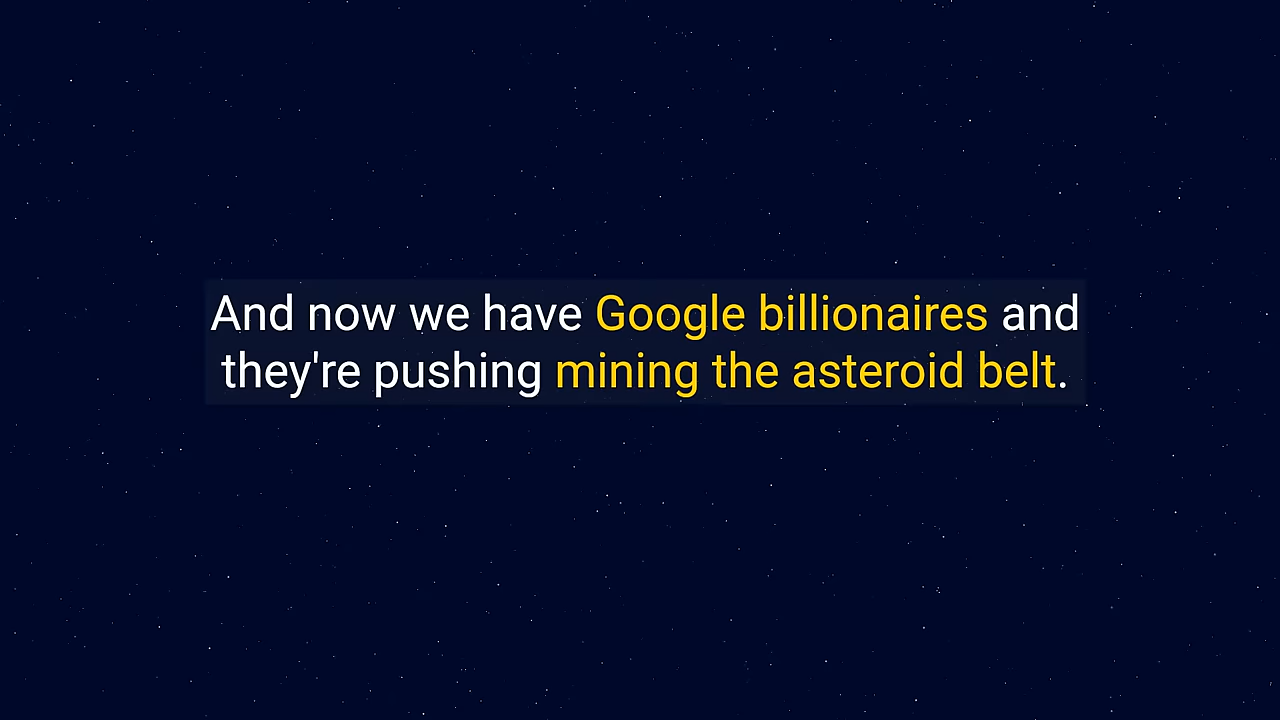 And now we have Google billionaires and
they're pushing mining the asteroid belt.